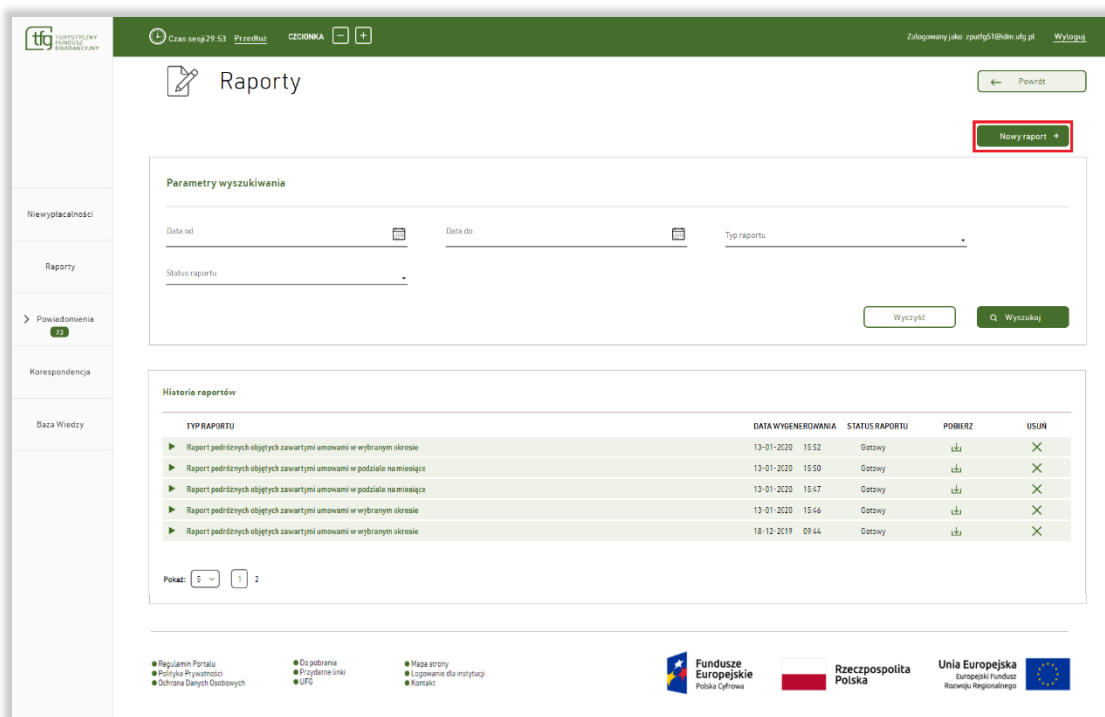 tfg TURYSTYCZNY FUNDUSZ GWARANCYJNY
Czas sesji 29:53 Przedłuż CZCIONKA − + Zalogowany jako: zputfg51@idm.ufg.pl Wyloguj
Raporty
← Powrót
Nowy raport +
Parametry wyszukiwania
Data od Data do Typ raportu
Status raportu
Wyczyść Wyszukaj
Niewypłacalności
Raporty
Powiadomienia
73
Korespondencja
Baza Wiedzy
Historia raportów
TYP RAPORTU DATA WYGENEROWANIA STATUS RAPORTU POBIERZ USUŃ
Raport podróżnych objętych zawartymi umowami w wybranym okresie 13-01-2020 15:52 Gotowy
Raport podróżnych objętych zawartymi umowami w podziale na miesiące 13-01-2020 15:50 Gotowy
Raport podróżnych objętych zawartymi umowami w podziale na miesiące 13-01-2020 15:47 Gotowy
Raport podróżnych objętych zawartymi umowami w wybranym okresie 13-01-2020 15:46 Gotowy
Raport podróżnych objętych zawartymi umowami w wybranym okresie 18-12-2019 09:44 Gotowy
Pokaż: 5 1 2
Regulamin Portalu
Polityka Prywatności
Ochrona Danych Osobowych
Do pobrania
Przydatne linki
UFG
Mapa strony
Logowanie dla instytucji
Kontakt
Fundusze
Europejskie
Polska Cyfrowa
Rzeczpospolita
Polska
Unia Europejska
Europejski Fundusz
Rozwoju Regionalnego